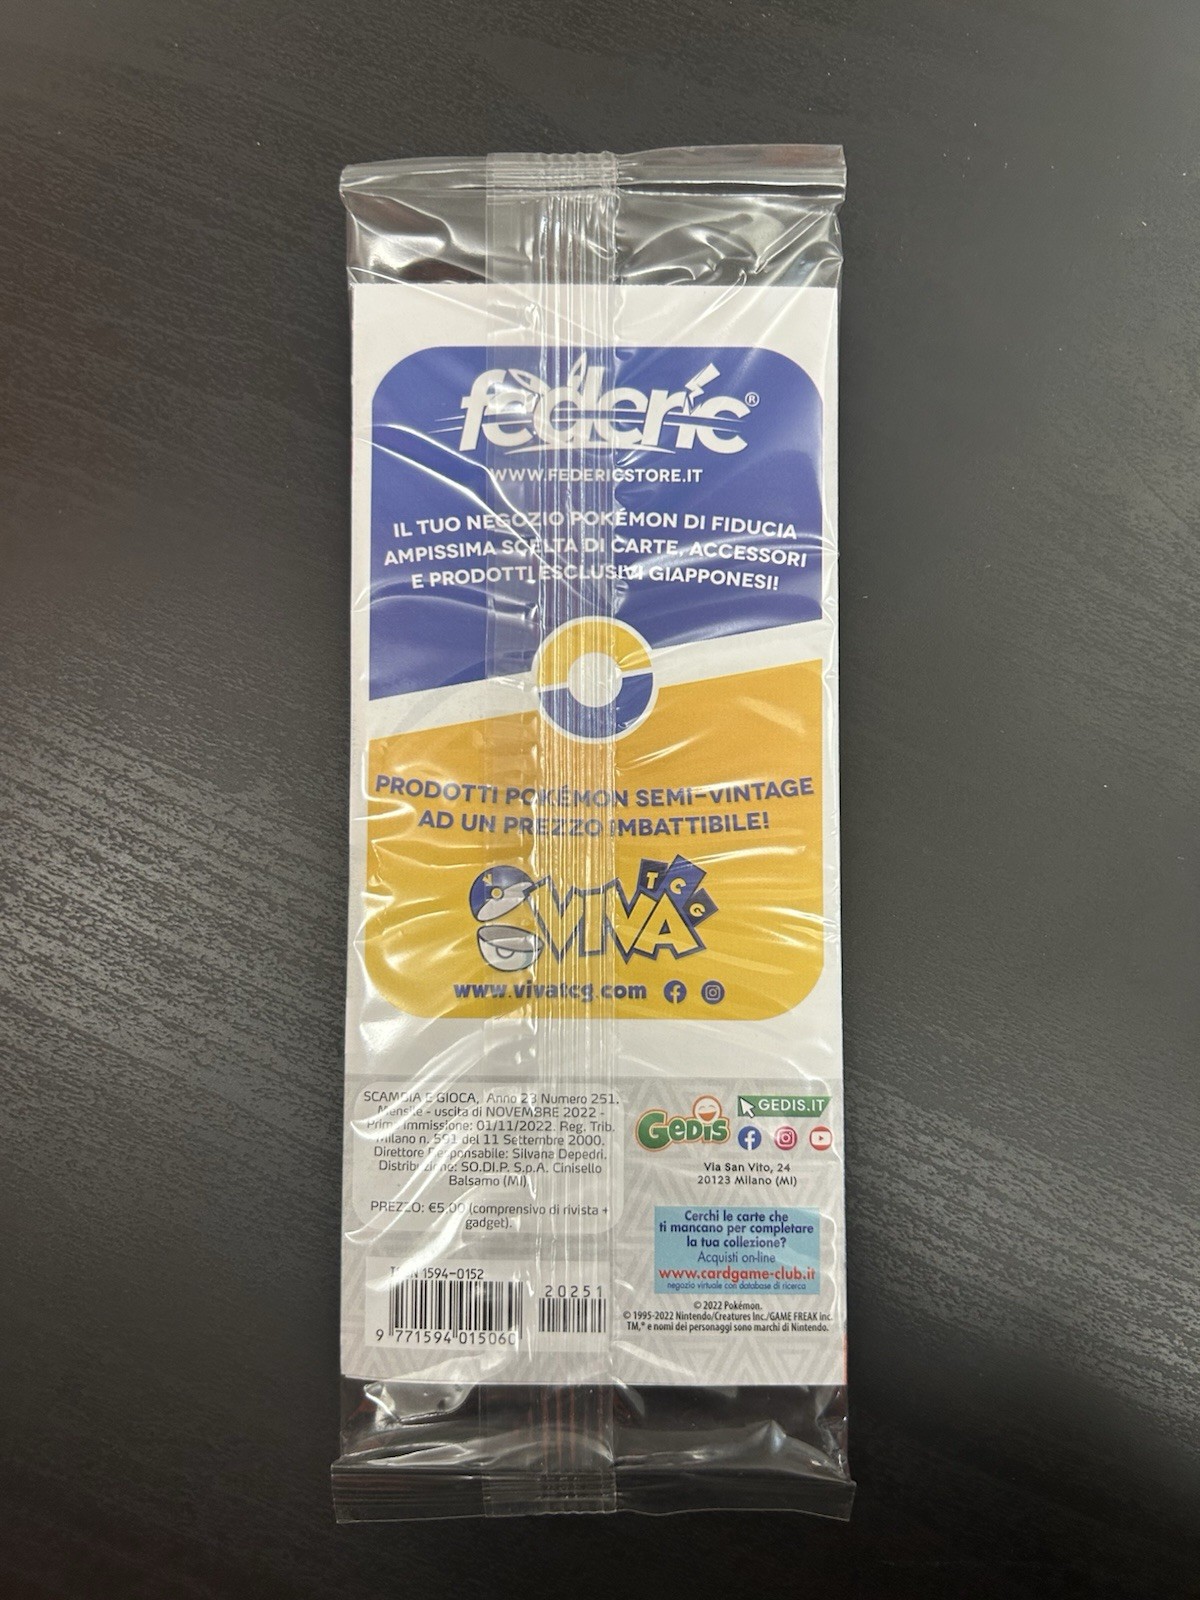 federic®
WWW.FEDERICSTORE.IT
IL TUO NEGOZIO POKÉMON DI FIDUCIA
AMPISSIMA SCELTA DI CARTE, ACCESSORI
E PRODOTTI ESCLUSIVI GIAPPONESI!
PRODOTTI POKÉMON SEMI-VINTAGE
AD UN PREZZO IMBATTIBILE!
VIVA TCG
www.vivatcg.com
SCAMBIA E GIOCA, Anno 23 Numero 251.
Mensile - uscita di NOVEMBRE 2022 -
Prima immissione: 01/11/2022. Reg. Trib.
Milano n. 591 del 11 Settembre 2000.
Direttore Responsabile: Silvana Depedri.
Distribuzione: SO.DI.P. S.p.A. Cinisello
Balsamo (MI).
PREZZO: €5,00 (comprensivo di rivista +
gadget).
1594-0152
20251
9 771594 015060
GEDIS
GEDIS.IT
Via San Vito, 24
20123 Milano (MI)
Cerchi le carte che
ti mancano per completare
la tua collezione?
Acquisti on-line
www.cardgame-club.it
negozio virtuale con database di ricerca
© 2022 Pokémon.
© 1995-2022 Nintendo/Creatures Inc./GAME FREAK inc.
TM,® e nomi dei personaggi sono marchi di Nintendo.